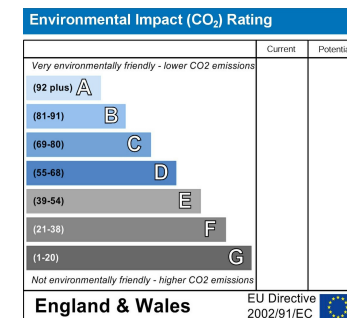 Environmental Impact (CO₂) Rating
Current Potentia
Very environmentally friendly - lower CO2 emissions
(92 plus) A
(81-91) B
(69-80) C
(55-68) D
(39-54) E
(21-38) F
(1-20) G
Not environmentally friendly - higher CO2 emissions
England & Wales
EU Directive
2002/91/EC